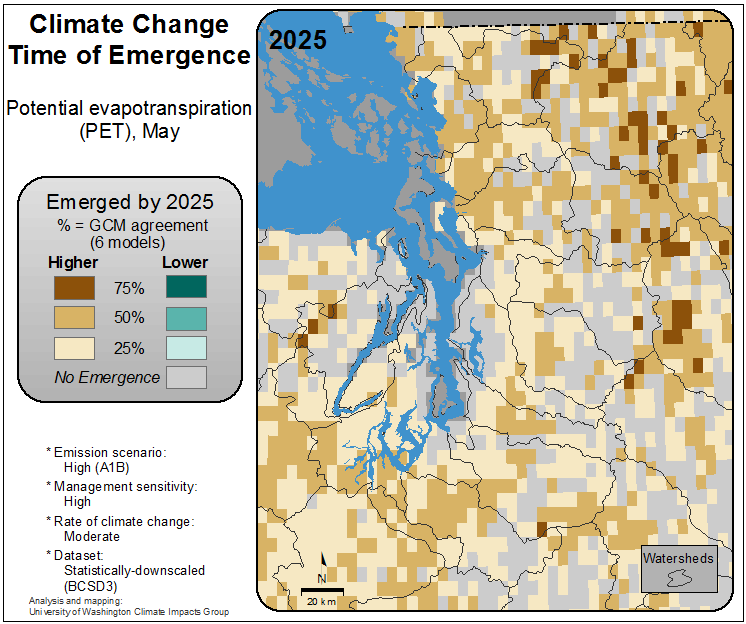 Climate Change
Time of Emergence
Potential evapotranspiration
(PET), May
Emerged by 2025
% = GCM agreement
(6 models)
Higher Lower
75%
50%
25%
No Emergence
* Emission scenario:
High (A1B)
* Management sensitivity:
High
* Rate of climate change:
Moderate
* Dataset:
Statistically-downscaled
(BCSD3)
Analysis and mapping:
University of Washington Climate Impacts Group
2025
N
20 km
Watersheds